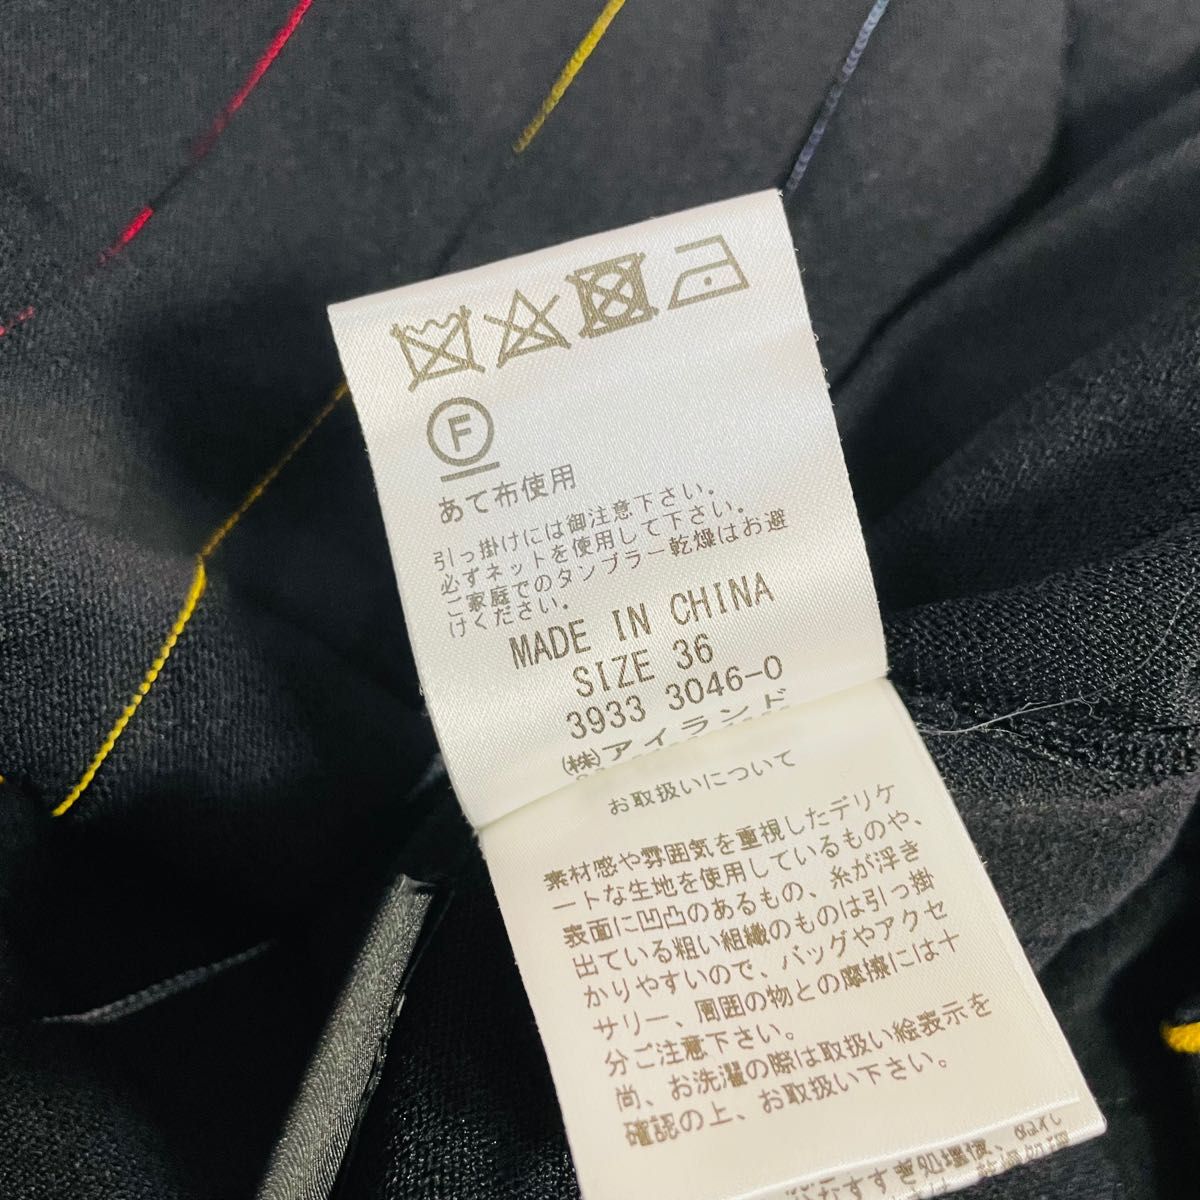 F
あて布使用
引っ掛けには御注意下さい。
必ずネットを使用して下さい。
ご家庭でのタンブラー乾燥はお避
けください。
MADE IN CHINA
SIZE 36
3933 3046-0
(株)アイランド
お取扱いについて
素材感や雰囲気を重視したデリケ
ートな生地を使用しているものや、
表面に凹凸のあるもの、糸が浮き
出ている粗い組織のものは引っ掛
かりやすいので、バッグやアクセ
サリー、周囲の物との摩擦には十
分ご注意下さい。
尚、お洗濯の際は取扱い絵表示を
確認の上、お取扱い下さい。